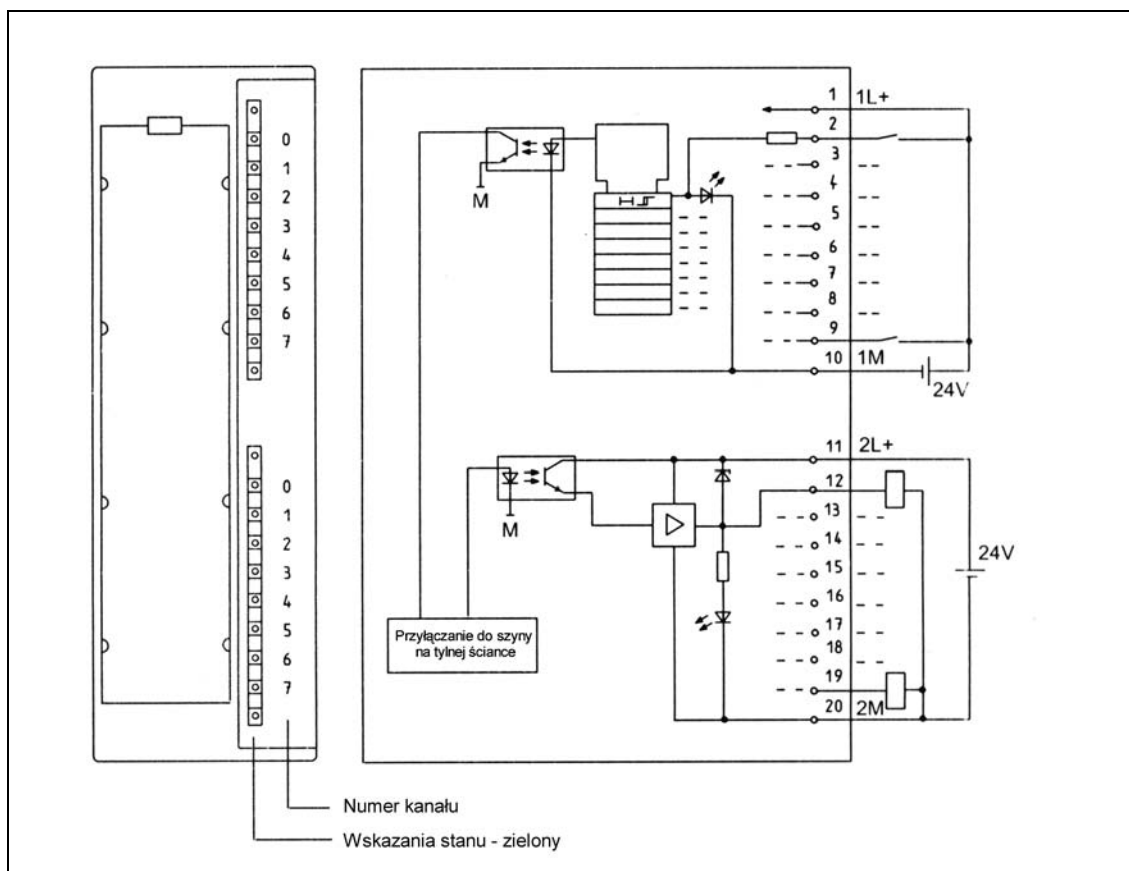 0
1
2
3
4
5
6
7
0
1
2
3
4
5
6
7
Numer kanału
Wskazania stanu - zielony
M
1 1L+
2
3
4
5
6
7
8
9
10 1M
24V
M
Przyłączanie do szyny
na tylnej ściance
11 2L+
12
13
14
15
16
17
18
19
20 2M
24V